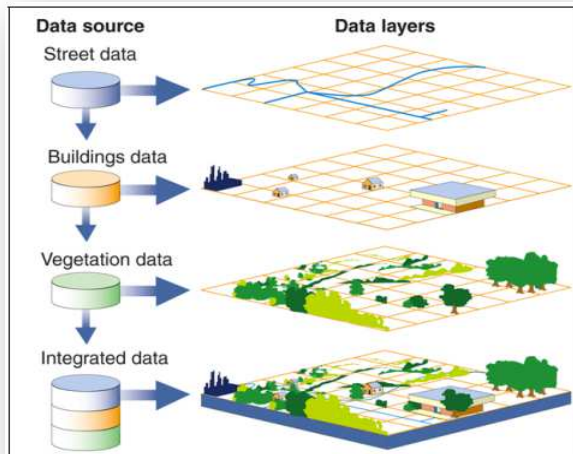 Data source
Data layers
Street data
Buildings data
Vegetation data
Integrated data